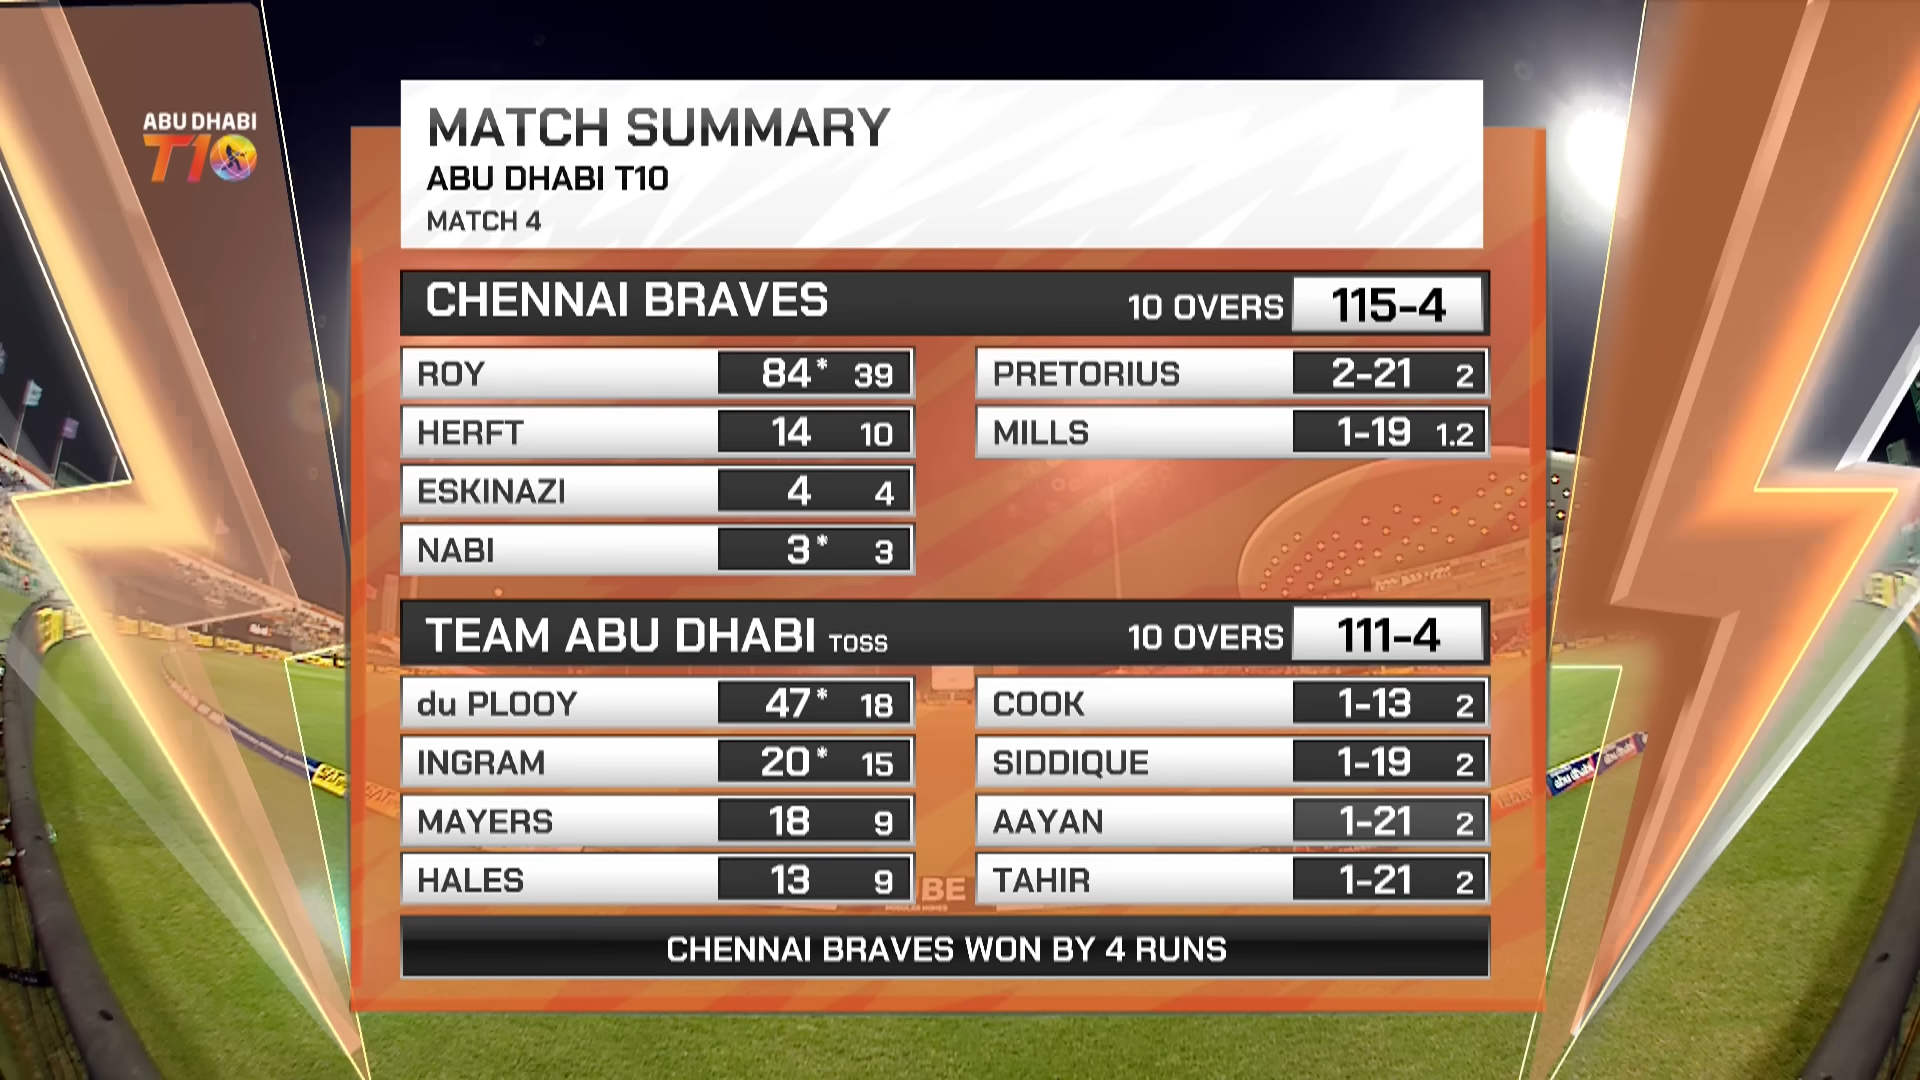 ABU DHABI
T10
MATCH SUMMARY
ABU DHABI T10
MATCH 4
CHENNAI BRAVES 10 OVERS 115-4
ROY 84* 39 PRETORIUS 2-21 2
HERFT 14 10 MILLS 1-19 1.2
ESKINAZI 4 4
NABI 3* 3
TEAM ABU DHABI TOSS 10 OVERS 111-4
du PLOOY 47* 18 COOK 1-13 2
INGRAM 20* 15 SIDDIQUE 1-19 2
MAYERS 18 9 AAYAN 1-21 2
HALES 13 9 TAHIR 1-21 2
BE
CHENNAI BRAVES WON BY 4 RUNS
abu dhabi